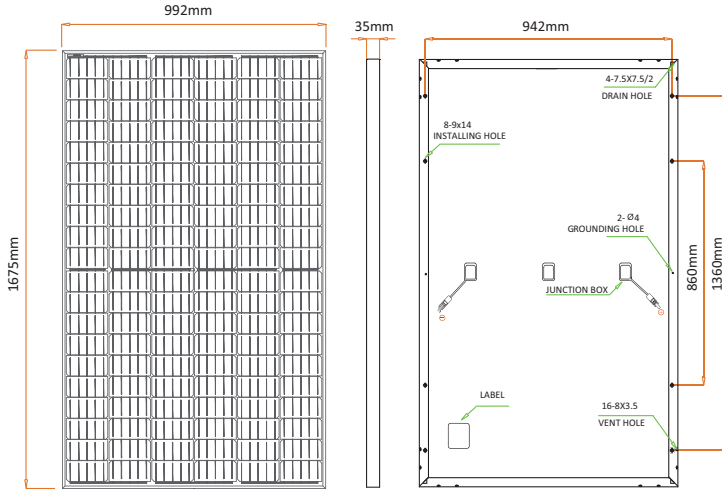 992mm
35mm
942mm
4-7.5X7.5/2
DRAIN HOLE
8-9x14
INSTALLING HOLE
2- Ø4
GROUNDING HOLE
1675mm
860mm
1360mm
JUNCTION BOX
LABEL
16-8X3.5
VENT HOLE